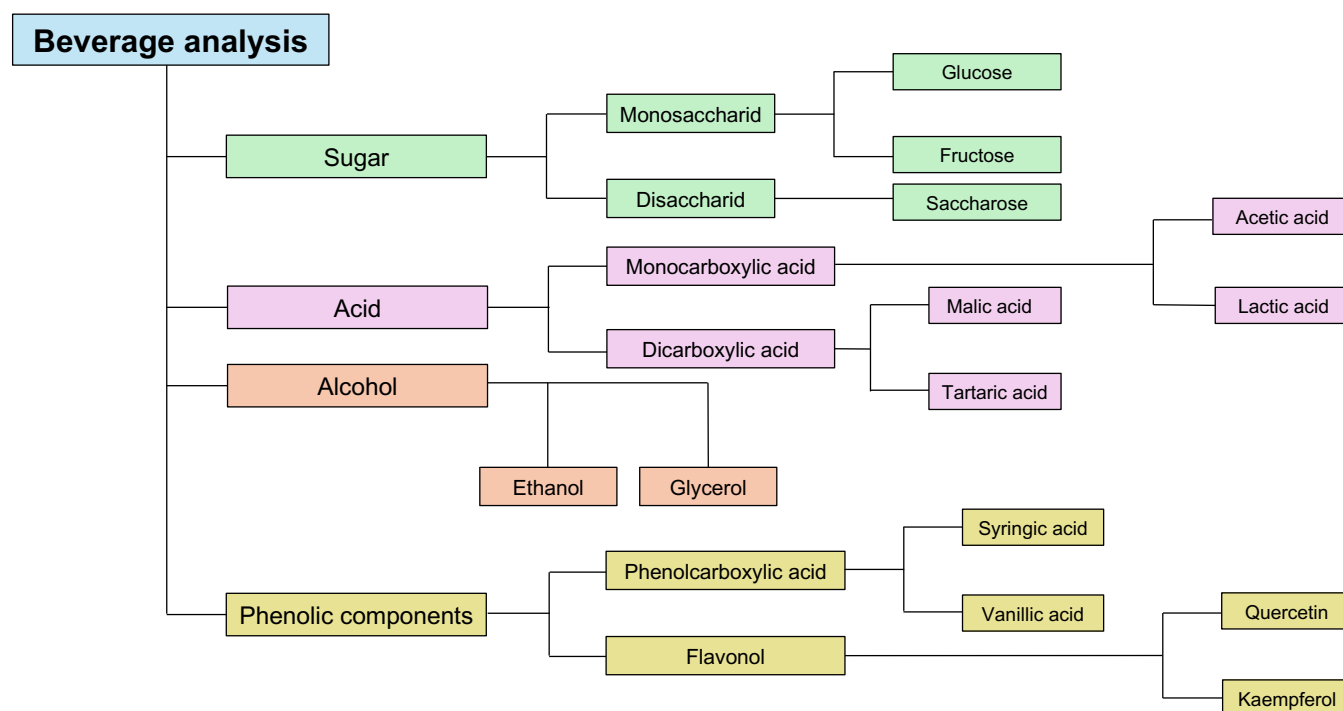 Beverage analysis
Sugar
Monosaccharid
Glucose
Fructose
Disaccharid
Saccharose
Acid
Monocarboxylic acid
Acetic acid
Lactic acid
Dicarboxylic acid
Malic acid
Tartaric acid
Alcohol
Ethanol
Glycerol
Phenolic components
Phenolcarboxylic acid
Syringic acid
Vanillic acid
Flavonol
Quercetin
Kaempferol